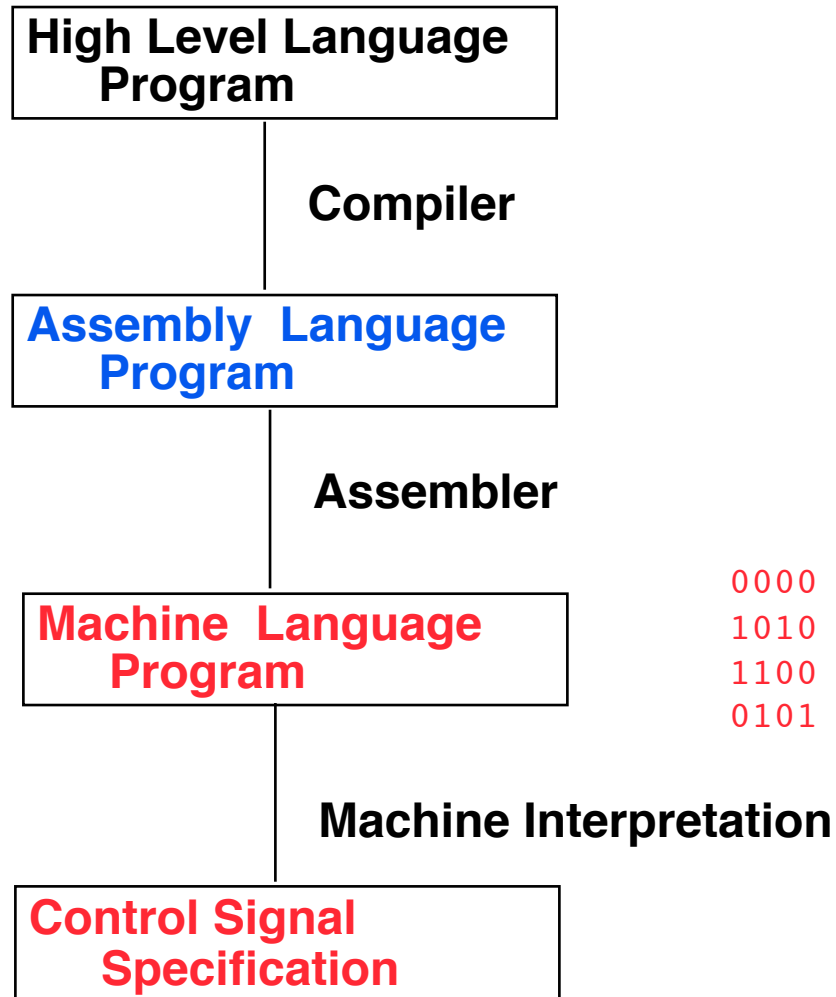 High Level Language
Program
Compiler
Assembly Language
Program
Assembler
Machine Language
Program
0000
1010
1100
0101
Machine Interpretation
Control Signal
Specification